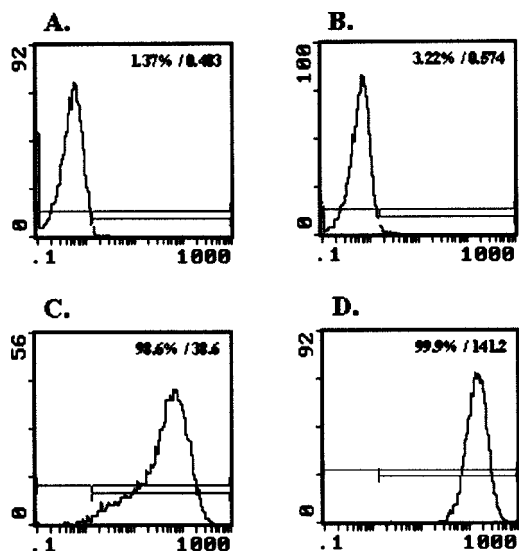 A.
92
1.37% / 0.483
0
.1 1000
B.
100
3.22% / 0.574
0
.1 1000
C.
56
98.6% / 38.6
0
.1 1000
D.
92
99.9% / 141.2
0
.1 1000